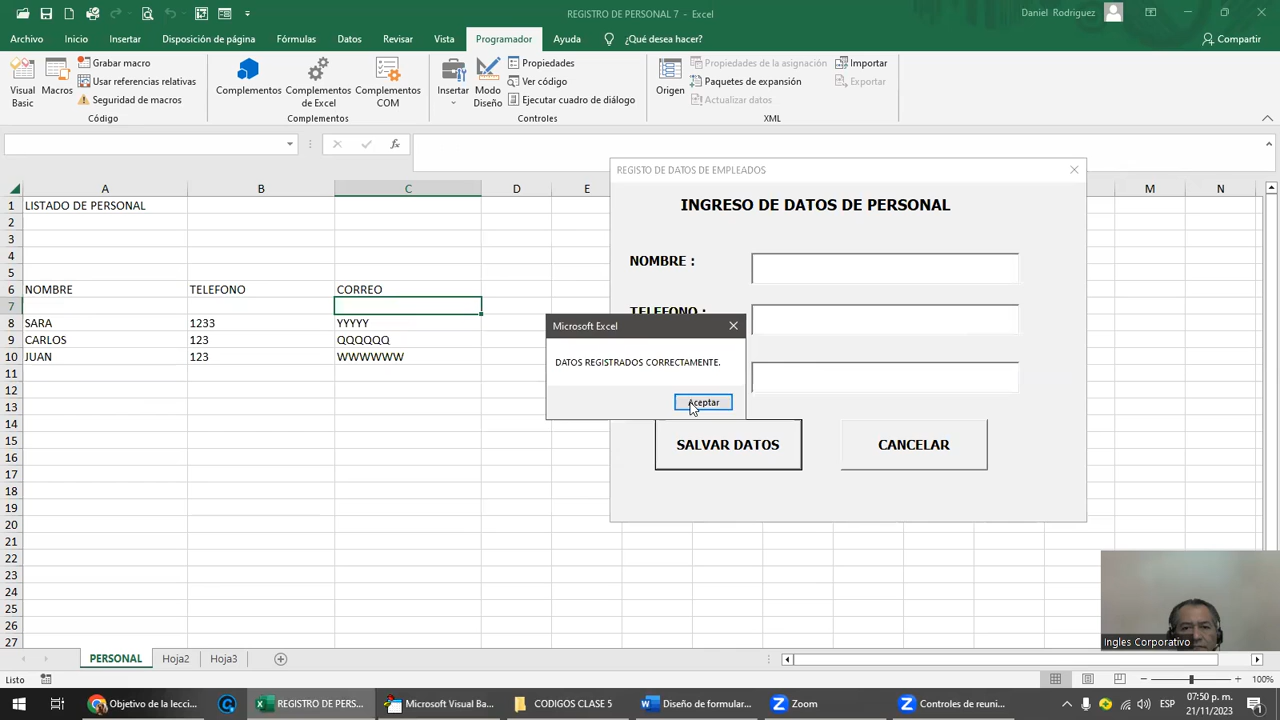 REGISTRO DE PERSONAL 7 - Excel
Daniel Rodriguez
Archivo Inicio Insertar Disposición de página Fórmulas Datos Revisar Vista Programador Ayuda ¿Qué desea hacer? Compartir
Visual Basic
Macros
Grabar macro
Usar referencias relativas
Seguridad de macros
Código
Complementos
Complementos de Excel
Complementos COM
Complementos
Insertar
Modo Diseño
Propiedades
Ver código
Ejecutar cuadro de diálogo
Controles
Origen
Propiedades de la asignación
Paquetes de expansión
Actualizar datos
Importar
Exportar
XML
fx
A B C D E M N
1 LISTADO DE PERSONAL
2
3
4
5
6 NOMBRE TELEFONO CORREO
7
8 SARA 1233 YYYYY
9 CARLOS 123 QQQQQQ
10 JUAN 123 WWWWWW
11
12
13
14
15
16
17
18
19
20
21
22
23
24
25
26
27
REGISTO DE DATOS DE EMPLEADOS
INGRESO DE DATOS DE PERSONAL
NOMBRE :
TELEFONO :
Microsoft Excel
DATOS REGISTRADOS CORRECTAMENTE.
Aceptar
SALVAR DATOS CANCELAR
Ingles Corporativo
PERSONAL Hoja2 Hoja3
Listo
100%
Objetivo de la lecci...
REGISTRO DE PERS...
Microsoft Visual Ba...
CODIGOS CLASE 5
Diseño de formular...
Zoom
Controles de reuni...
ESP
07:50 p. m.
21/11/2023
1